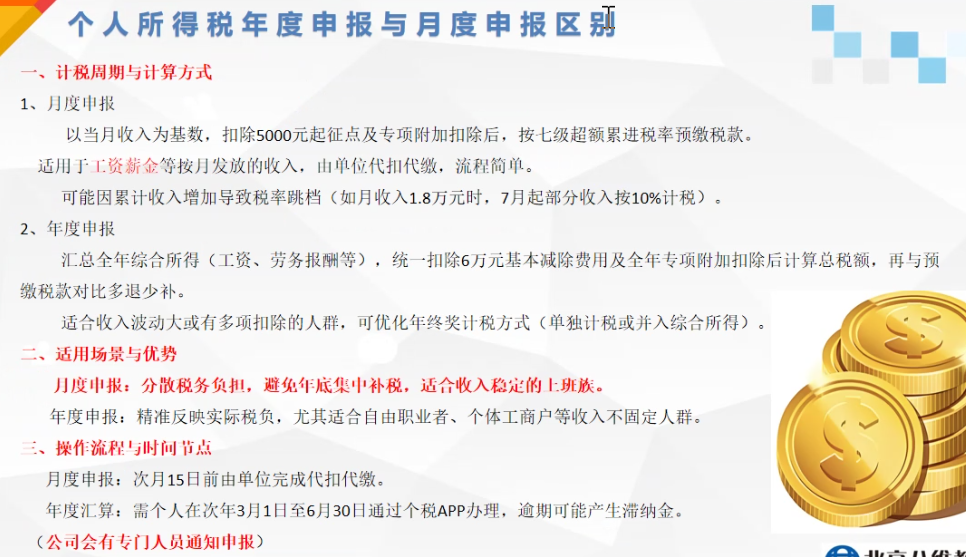 个人所得税年度申报与月度申报区别
一、计税周期与计算方式
1、月度申报
以当月收入为基数，扣除5000元起征点及专项附加扣除后，按七级超额累进税率预缴税款。
适用于工资薪金等按月发放的收入，由单位代扣代缴，流程简单。
可能因累计收入增加导致税率跳档（如月收入1.8万元时，7月起部分收入按10%计税）。
2、年度申报
汇总全年综合所得（工资、劳务报酬等），统一扣除6万元基本减除费用及全年专项附加扣除后计算总税额，再与预
缴税款对比多退少补。
适合收入波动大或有多项扣除的人群，可优化年终奖计税方式（单独计税或并入综合所得）。
二、适用场景与优势
月度申报：分散税务负担，避免年底集中补税，适合收入稳定的上班族。
年度申报：精准反映实际税负，尤其适合自由职业者、个体工商户等收入不固定人群。
三、操作流程与时间节点
月度申报：次月15日前由单位完成代扣代缴。
年度汇算：需个人在次年3月1日至6月30日通过个税APP办理，逾期可能产生滞纳金。
（公司会有专门人员通知申报）